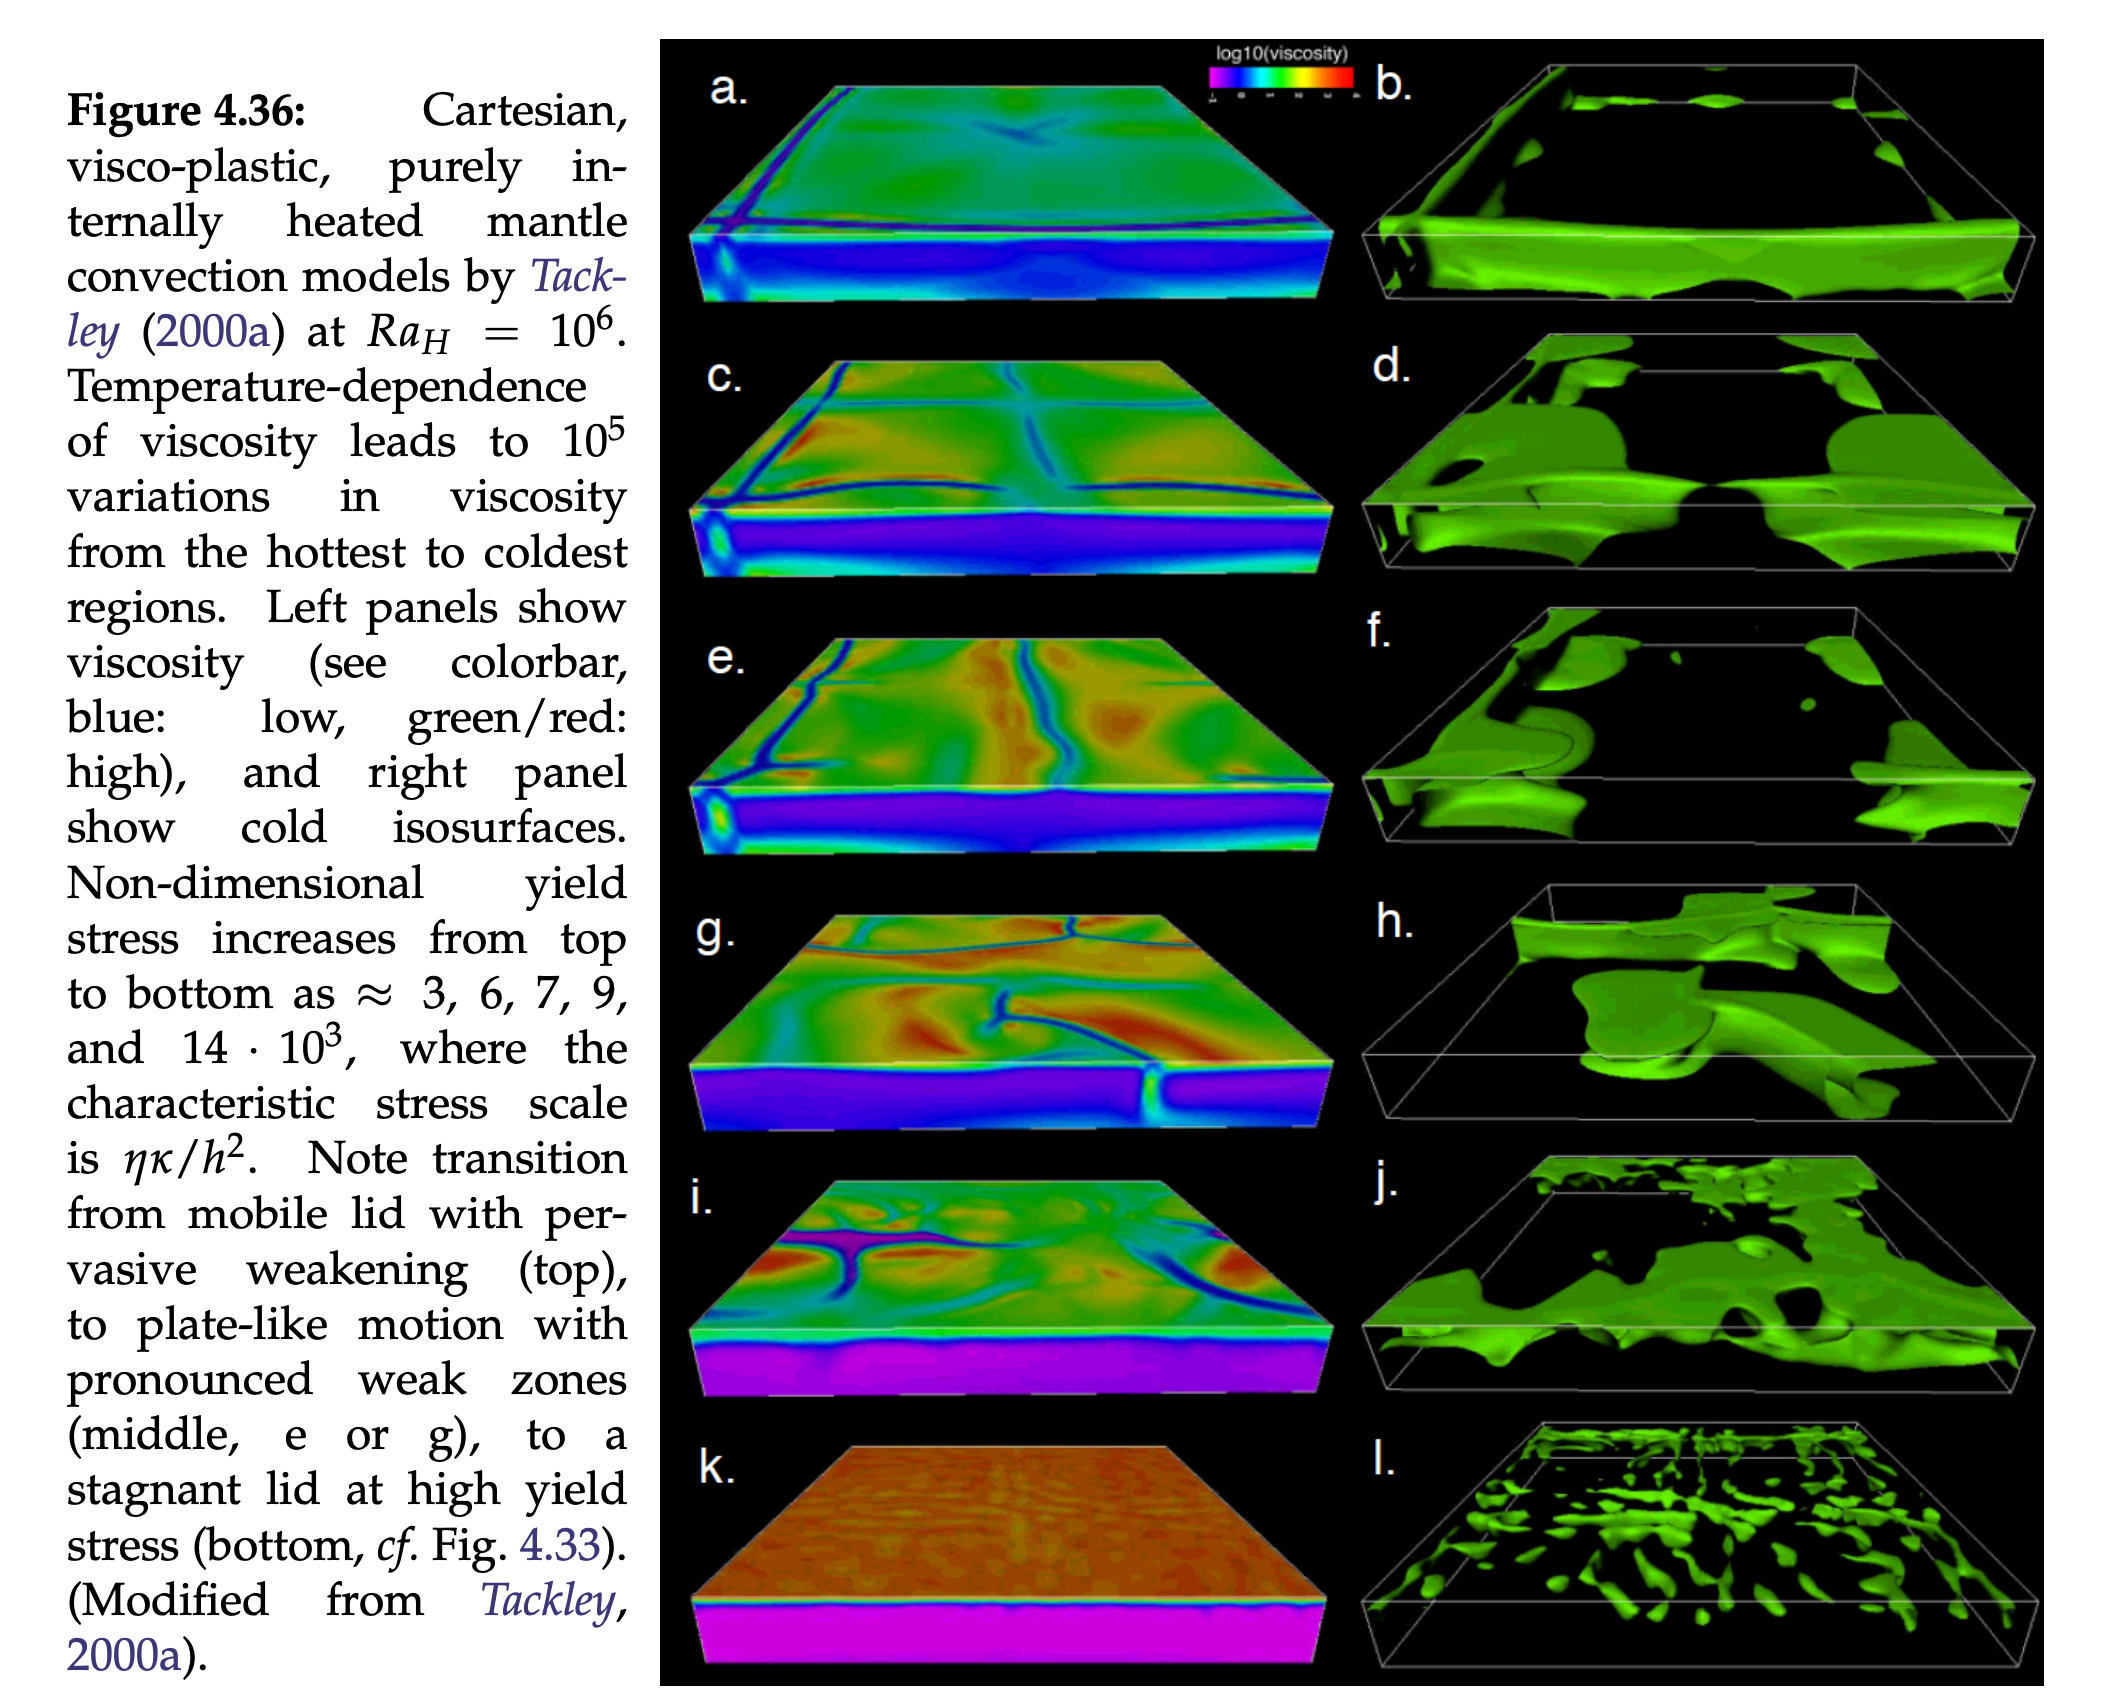 Figure 4.36: Cartesian,
visco-plastic, purely in-
ternally heated mantle
convection models by Tack-
ley (2000a) at Ra_H = 10^6.
Temperature-dependence
of viscosity leads to 10^5
variations in viscosity
from the hottest to coldest
regions. Left panels show
viscosity (see colorbar,
blue: low, green/red:
high), and right panel
show cold isosurfaces.
Non-dimensional yield
stress increases from top
to bottom as ≈ 3, 6, 7, 9,
and 14 · 10^3, where the
characteristic stress scale
is ηκ/h^2. Note transition
from mobile lid with per-
vasive weakening (top),
to plate-like motion with
pronounced weak zones
(middle, e or g), to a
stagnant lid at high yield
stress (bottom, cf. Fig. 4.33).
(Modified from Tackley,
2000a).
log10(viscosity)
a.
b.
c.
d.
e.
f.
g.
h.
i.
j.
k.
l.